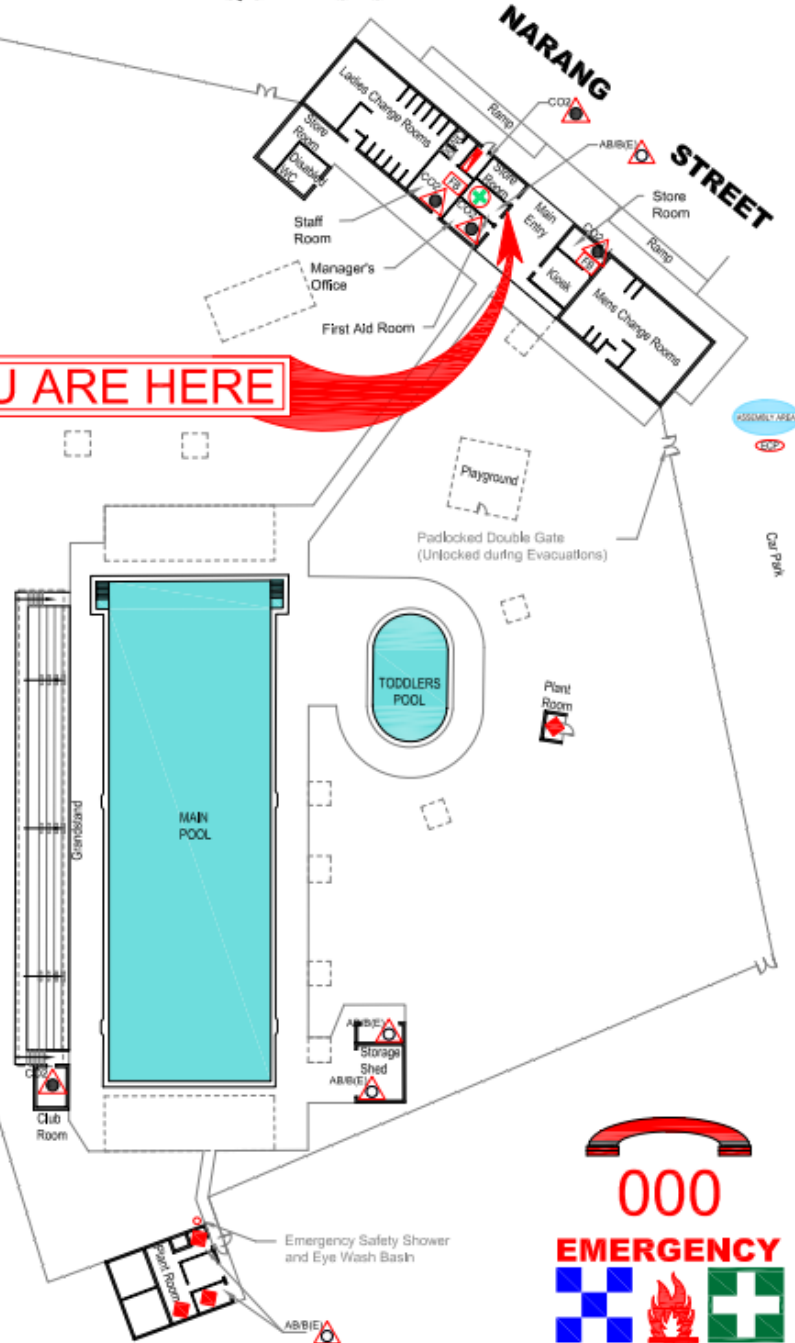 NARANG
STREET
Ramp
CO2
AB/B(E)
Ladies Change Rooms
Store
Room
Disabled
WC
CO2
FB
Store
Room
CO2
Main
Entry
Store
Room
CO2
FB
Ramp
Kiosk
Mens Change Rooms
Staff
Room
Manager's
Office
First Aid Room
U ARE HERE
ASSEMBLY AREA
ECP
Playground
Padlocked Double Gate
(Unlocked during Evacuations)
Car Park
TODDLERS
POOL
Plant
Room
MAIN
POOL
Grandstand
AB/B(E)
Storage
Shed
AB/B(E)
CO2
Club
Room
Emergency Safety Shower
and Eye Wash Basin
Plant Room
AB/B(E)
000
EMERGENCY